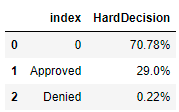 index HardDecision
0 0 70.78%
1 Approved 29.0%
2 Denied 0.22%